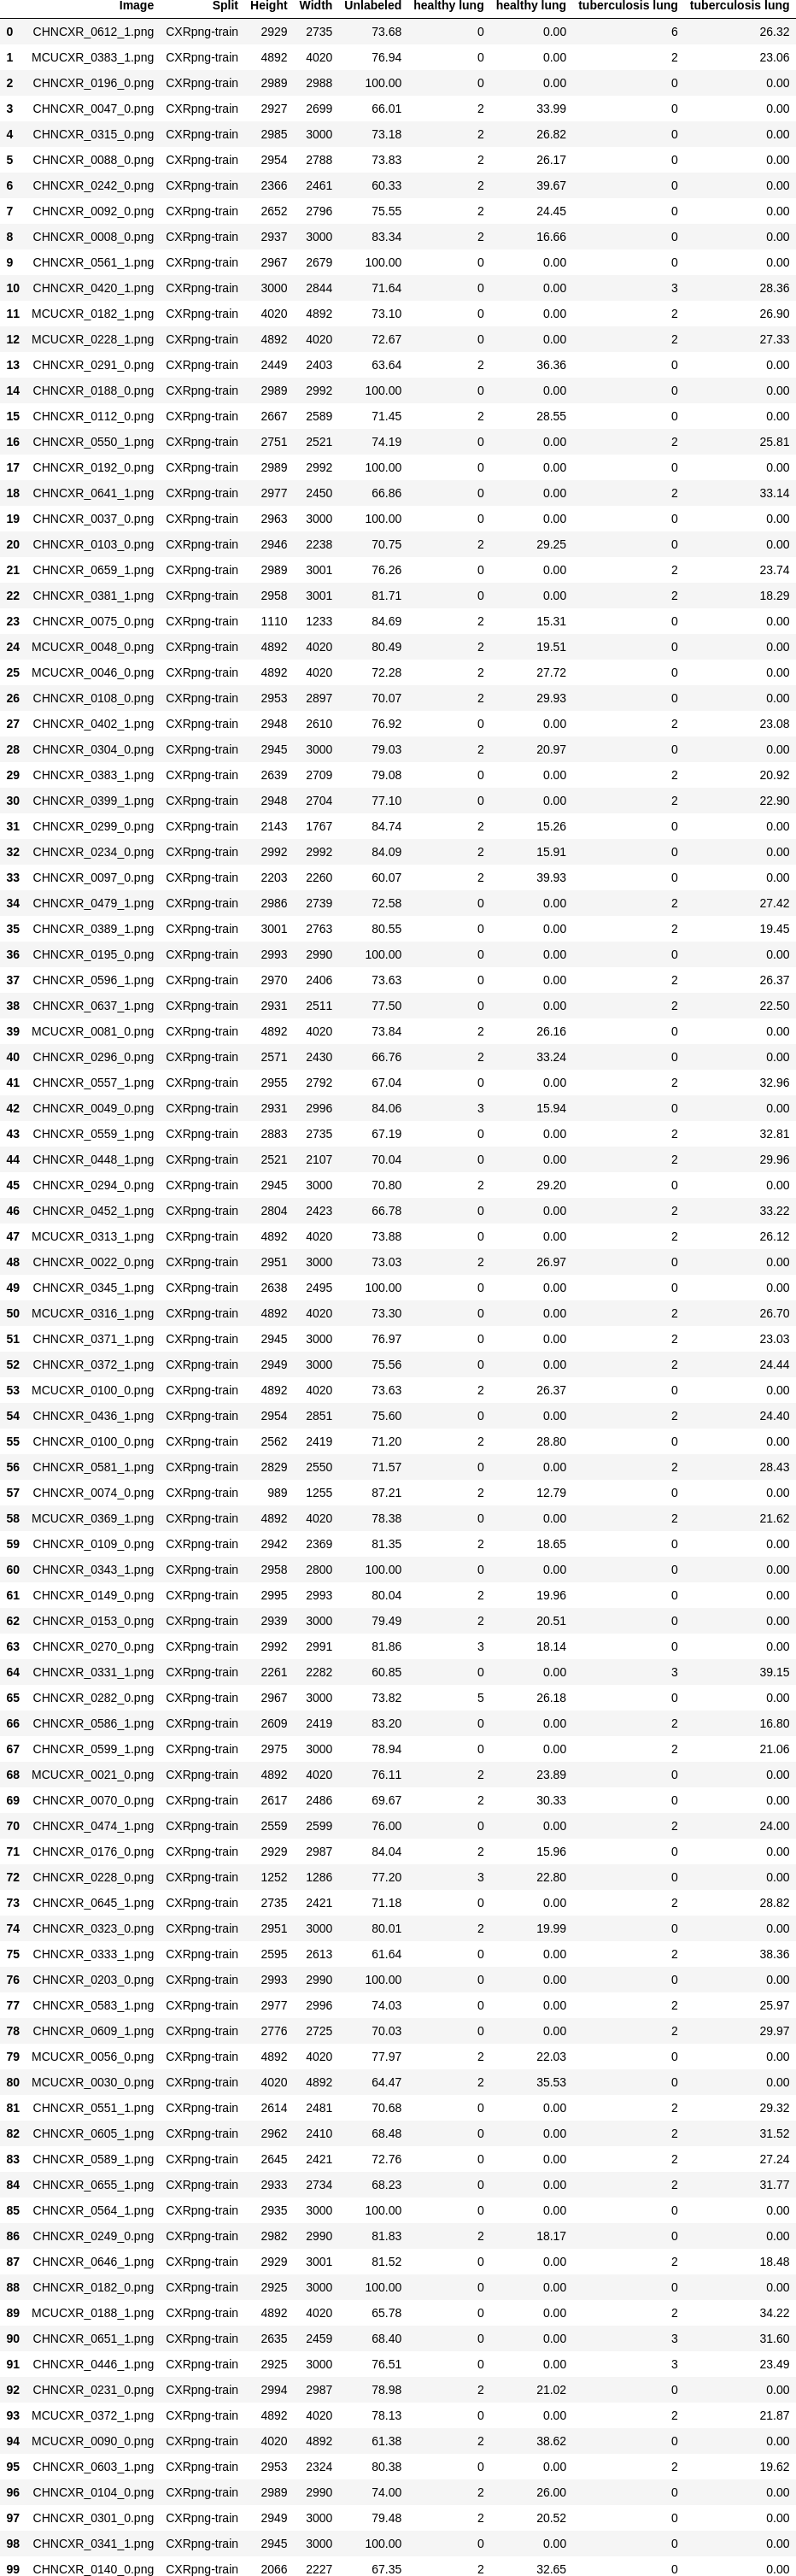 Image Split Height Width Unlabeled healthy lung healthy lung tuberculosis lung tuberculosis lung
0 CHNCXR_0612_1.png CXRpng-train 2929 2735 73.68 0 0.00 6 26.32
1 MCUCXR_0383_1.png CXRpng-train 4892 4020 76.94 0 0.00 2 23.06
2 CHNCXR_0196_0.png CXRpng-train 2989 2988 100.00 0 0.00 0 0.00
3 CHNCXR_0047_0.png CXRpng-train 2927 2699 66.01 2 33.99 0 0.00
4 CHNCXR_0315_0.png CXRpng-train 2985 3000 73.18 2 26.82 0 0.00
5 CHNCXR_0088_0.png CXRpng-train 2954 2788 73.83 2 26.17 0 0.00
6 CHNCXR_0242_0.png CXRpng-train 2366 2461 60.33 2 39.67 0 0.00
7 CHNCXR_0092_0.png CXRpng-train 2652 2796 75.55 2 24.45 0 0.00
8 CHNCXR_0008_0.png CXRpng-train 2937 3000 83.34 2 16.66 0 0.00
9 CHNCXR_0561_1.png CXRpng-train 2967 2679 100.00 0 0.00 0 0.00
10 CHNCXR_0420_1.png CXRpng-train 3000 2844 71.64 0 0.00 3 28.36
11 MCUCXR_0182_1.png CXRpng-train 4020 4892 73.10 0 0.00 2 26.90
12 MCUCXR_0228_1.png CXRpng-train 4892 4020 72.67 0 0.00 2 27.33
13 CHNCXR_0291_0.png CXRpng-train 2449 2403 63.64 2 36.36 0 0.00
14 CHNCXR_0188_0.png CXRpng-train 2989 2992 100.00 0 0.00 0 0.00
15 CHNCXR_0112_0.png CXRpng-train 2667 2589 71.45 2 28.55 0 0.00
16 CHNCXR_0550_1.png CXRpng-train 2751 2521 74.19 0 0.00 2 25.81
17 CHNCXR_0192_0.png CXRpng-train 2989 2992 100.00 0 0.00 0 0.00
18 CHNCXR_0641_1.png CXRpng-train 2977 2450 66.86 0 0.00 2 33.14
19 CHNCXR_0037_0.png CXRpng-train 2963 3000 100.00 0 0.00 0 0.00
20 CHNCXR_0103_0.png CXRpng-train 2946 2238 70.75 2 29.25 0 0.00
21 CHNCXR_0659_1.png CXRpng-train 2989 3001 76.26 0 0.00 2 23.74
22 CHNCXR_0381_1.png CXRpng-train 2958 3001 81.71 0 0.00 2 18.29
23 CHNCXR_0075_0.png CXRpng-train 1110 1233 84.69 2 15.31 0 0.00
24 MCUCXR_0048_0.png CXRpng-train 4892 4020 80.49 2 19.51 0 0.00
25 MCUCXR_0046_0.png CXRpng-train 4892 4020 72.28 2 27.72 0 0.00
26 CHNCXR_0108_0.png CXRpng-train 2953 2897 70.07 2 29.93 0 0.00
27 CHNCXR_0402_1.png CXRpng-train 2948 2610 76.92 0 0.00 2 23.08
28 CHNCXR_0304_0.png CXRpng-train 2945 3000 79.03 2 20.97 0 0.00
29 CHNCXR_0383_1.png CXRpng-train 2639 2709 79.08 0 0.00 2 20.92
30 CHNCXR_0399_1.png CXRpng-train 2948 2704 77.10 0 0.00 2 22.90
31 CHNCXR_0299_0.png CXRpng-train 2143 1767 84.74 2 15.26 0 0.00
32 CHNCXR_0234_0.png CXRpng-train 2992 2992 84.09 2 15.91 0 0.00
33 CHNCXR_0097_0.png CXRpng-train 2203 2260 60.07 2 39.93 0 0.00
34 CHNCXR_0479_1.png CXRpng-train 2986 2739 72.58 0 0.00 2 27.42
35 CHNCXR_0389_1.png CXRpng-train 3001 2763 80.55 0 0.00 2 19.45
36 CHNCXR_0195_0.png CXRpng-train 2993 2990 100.00 0 0.00 0 0.00
37 CHNCXR_0596_1.png CXRpng-train 2970 2406 73.63 0 0.00 2 26.37
38 CHNCXR_0637_1.png CXRpng-train 2931 2511 77.50 0 0.00 2 22.50
39 MCUCXR_0081_0.png CXRpng-train 4892 4020 73.84 2 26.16 0 0.00
40 CHNCXR_0296_0.png CXRpng-train 2571 2430 66.76 2 33.24 0 0.00
41 CHNCXR_0557_1.png CXRpng-train 2955 2792 67.04 0 0.00 2 32.96
42 CHNCXR_0049_0.png CXRpng-train 2931 2996 84.06 3 15.94 0 0.00
43 CHNCXR_0559_1.png CXRpng-train 2883 2735 67.19 0 0.00 2 32.81
44 CHNCXR_0448_1.png CXRpng-train 2521 2107 70.04 0 0.00 2 29.96
45 CHNCXR_0294_0.png CXRpng-train 2945 3000 70.80 2 29.20 0 0.00
46 CHNCXR_0452_1.png CXRpng-train 2804 2423 66.78 0 0.00 2 33.22
47 MCUCXR_0313_1.png CXRpng-train 4892 4020 73.88 0 0.00 2 26.12
48 CHNCXR_0022_0.png CXRpng-train 2951 3000 73.03 2 26.97 0 0.00
49 CHNCXR_0345_1.png CXRpng-train 2638 2495 100.00 0 0.00 0 0.00
50 MCUCXR_0316_1.png CXRpng-train 4892 4020 73.30 0 0.00 2 26.70
51 CHNCXR_0371_1.png CXRpng-train 2945 3000 76.97 0 0.00 2 23.03
52 CHNCXR_0372_1.png CXRpng-train 2949 3000 75.56 0 0.00 2 24.44
53 MCUCXR_0100_0.png CXRpng-train 4892 4020 73.63 2 26.37 0 0.00
54 CHNCXR_0436_1.png CXRpng-train 2954 2851 75.60 0 0.00 2 24.40
55 CHNCXR_0100_0.png CXRpng-train 2562 2419 71.20 2 28.80 0 0.00
56 CHNCXR_0581_1.png CXRpng-train 2829 2550 71.57 0 0.00 2 28.43
57 CHNCXR_0074_0.png CXRpng-train 989 1255 87.21 2 12.79 0 0.00
58 MCUCXR_0369_1.png CXRpng-train 4892 4020 78.38 0 0.00 2 21.62
59 CHNCXR_0109_0.png CXRpng-train 2942 2369 81.35 2 18.65 0 0.00
60 CHNCXR_0343_1.png CXRpng-train 2958 2800 100.00 0 0.00 0 0.00
61 CHNCXR_0149_0.png CXRpng-train 2995 2993 80.04 2 19.96 0 0.00
62 CHNCXR_0153_0.png CXRpng-train 2939 3000 79.49 2 20.51 0 0.00
63 CHNCXR_0270_0.png CXRpng-train 2992 2991 81.86 3 18.14 0 0.00
64 CHNCXR_0331_1.png CXRpng-train 2261 2282 60.85 0 0.00 3 39.15
65 CHNCXR_0282_0.png CXRpng-train 2967 3000 73.82 5 26.18 0 0.00
66 CHNCXR_0586_1.png CXRpng-train 2609 2419 83.20 0 0.00 2 16.80
67 CHNCXR_0599_1.png CXRpng-train 2975 3000 78.94 0 0.00 2 21.06
68 MCUCXR_0021_0.png CXRpng-train 4892 4020 76.11 2 23.89 0 0.00
69 CHNCXR_0070_0.png CXRpng-train 2617 2486 69.67 2 30.33 0 0.00
70 CHNCXR_0474_1.png CXRpng-train 2559 2599 76.00 0 0.00 2 24.00
71 CHNCXR_0176_0.png CXRpng-train 2929 2987 84.04 2 15.96 0 0.00
72 CHNCXR_0228_0.png CXRpng-train 1252 1286 77.20 3 22.80 0 0.00
73 CHNCXR_0645_1.png CXRpng-train 2735 2421 71.18 0 0.00 2 28.82
74 CHNCXR_0323_0.png CXRpng-train 2951 3000 80.01 2 19.99 0 0.00
75 CHNCXR_0333_1.png CXRpng-train 2595 2613 61.64 0 0.00 2 38.36
76 CHNCXR_0203_0.png CXRpng-train 2993 2990 100.00 0 0.00 0 0.00
77 CHNCXR_0583_1.png CXRpng-train 2977 2996 74.03 0 0.00 2 25.97
78 CHNCXR_0609_1.png CXRpng-train 2776 2725 70.03 0 0.00 2 29.97
79 MCUCXR_0056_0.png CXRpng-train 4892 4020 77.97 2 22.03 0 0.00
80 MCUCXR_0030_0.png CXRpng-train 4020 4892 64.47 2 35.53 0 0.00
81 CHNCXR_0551_1.png CXRpng-train 2614 2481 70.68 0 0.00 2 29.32
82 CHNCXR_0605_1.png CXRpng-train 2962 2410 68.48 0 0.00 2 31.52
83 CHNCXR_0589_1.png CXRpng-train 2645 2421 72.76 0 0.00 2 27.24
84 CHNCXR_0655_1.png CXRpng-train 2933 2734 68.23 0 0.00 2 31.77
85 CHNCXR_0564_1.png CXRpng-train 2935 3000 100.00 0 0.00 0 0.00
86 CHNCXR_0249_0.png CXRpng-train 2982 2990 81.83 2 18.17 0 0.00
87 CHNCXR_0646_1.png CXRpng-train 2929 3001 81.52 0 0.00 2 18.48
88 CHNCXR_0182_0.png CXRpng-train 2925 3000 100.00 0 0.00 0 0.00
89 MCUCXR_0188_1.png CXRpng-train 4892 4020 65.78 0 0.00 2 34.22
90 CHNCXR_0651_1.png CXRpng-train 2635 2459 68.40 0 0.00 3 31.60
91 CHNCXR_0446_1.png CXRpng-train 2925 3000 76.51 0 0.00 3 23.49
92 CHNCXR_0231_0.png CXRpng-train 2994 2987 78.98 2 21.02 0 0.00
93 MCUCXR_0372_1.png CXRpng-train 4892 4020 78.13 0 0.00 2 21.87
94 MCUCXR_0090_0.png CXRpng-train 4020 4892 61.38 2 38.62 0 0.00
95 CHNCXR_0603_1.png CXRpng-train 2953 2324 80.38 0 0.00 2 19.62
96 CHNCXR_0104_0.png CXRpng-train 2989 2990 74.00 2 26.00 0 0.00
97 CHNCXR_0301_0.png CXRpng-train 2949 3000 79.48 2 20.52 0 0.00
98 CHNCXR_0341_1.png CXRpng-train 2945 3000 100.00 0 0.00 0 0.00
99 CHNCXR_0140_0.png CXRpng-train 2066 2227 67.35 2 32.65 0 0.00